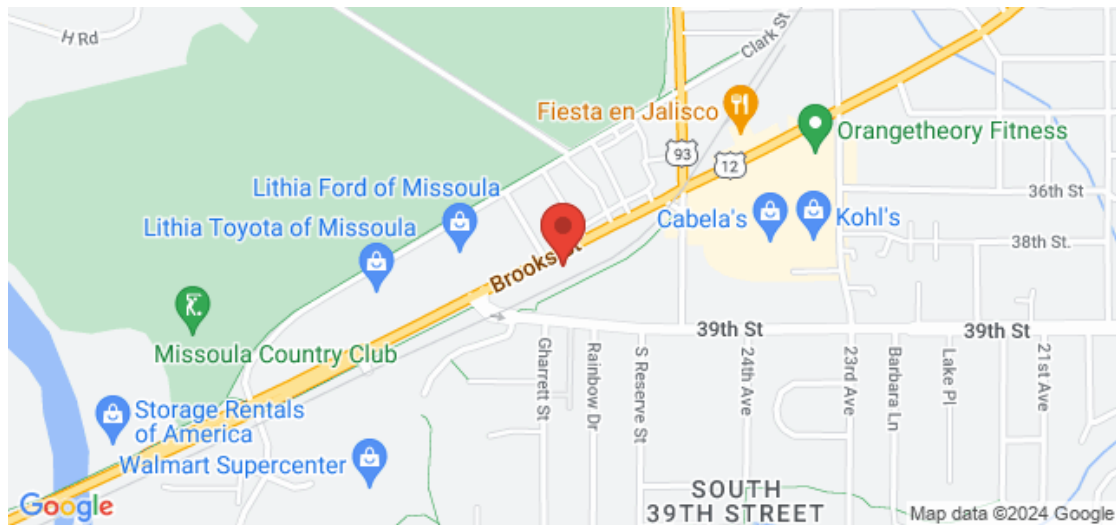 H Rd
Clark St
Fiesta en Jalisco
93
12
Orangetheory Fitness
Lithia Ford of Missoula
Lithia Toyota of Missoula
36th St
Cabela's
Kohl's
38th St.
Brooks St
Missoula Country Club
39th St
39th St
Gharrett St
Rainbow Dr
S Reserve St
24th Ave
23rd Ave
Barbara Ln
Lake Pl
21st Ave
Storage Rentals
of America
Walmart Supercenter
SOUTH
39TH STREET
Google
Map data ©2024 Google